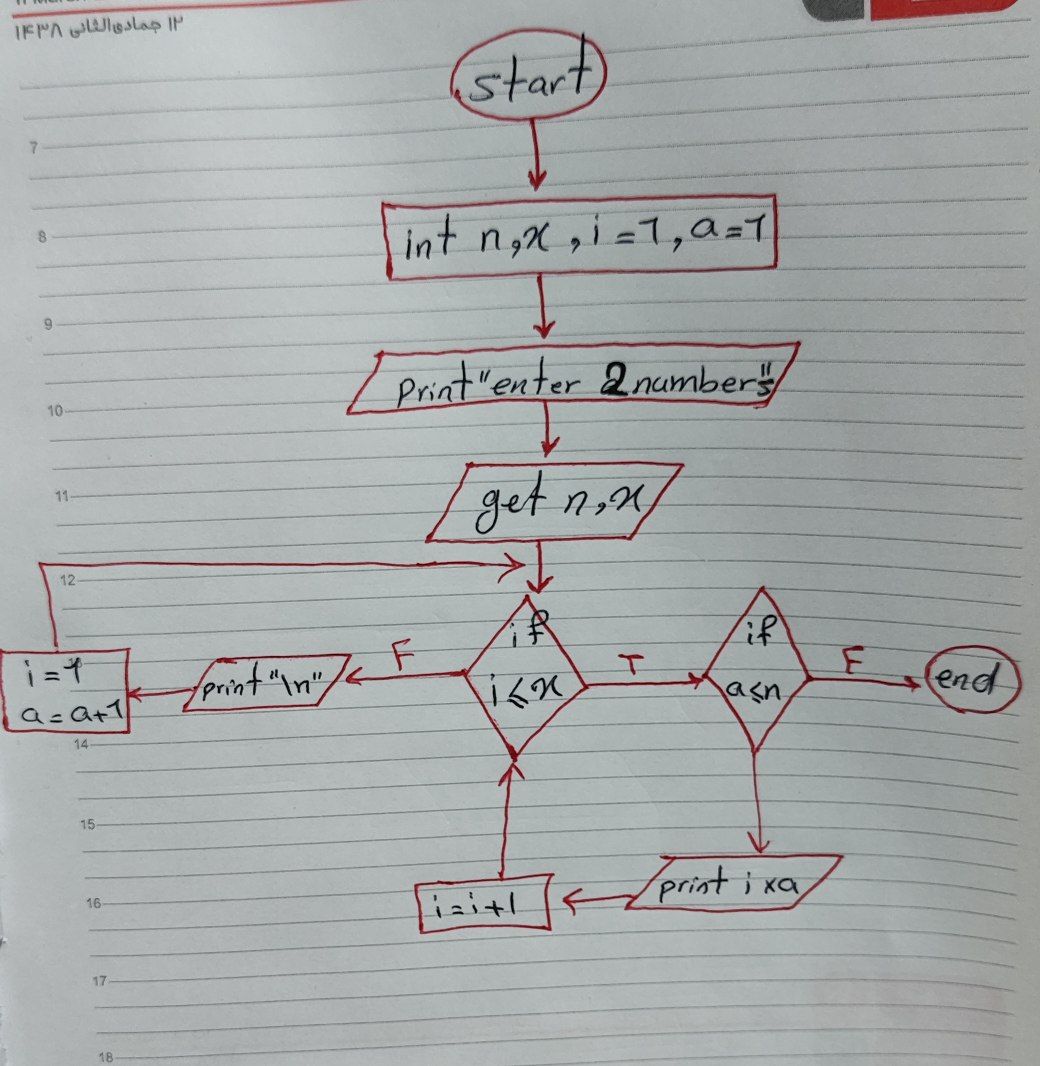 ۱۲ جمادی‌الثانی ۱۴۳۸
start
7
int n,x , i=1, a=1
8
9
print "enter 2 numbers"
10
get n,x
11
12
if
i≤x
T
if
a≤n
F
end
F
print "\n"
i=1
a=a+1
14
15
print i×a
i=i+1
16
17
18